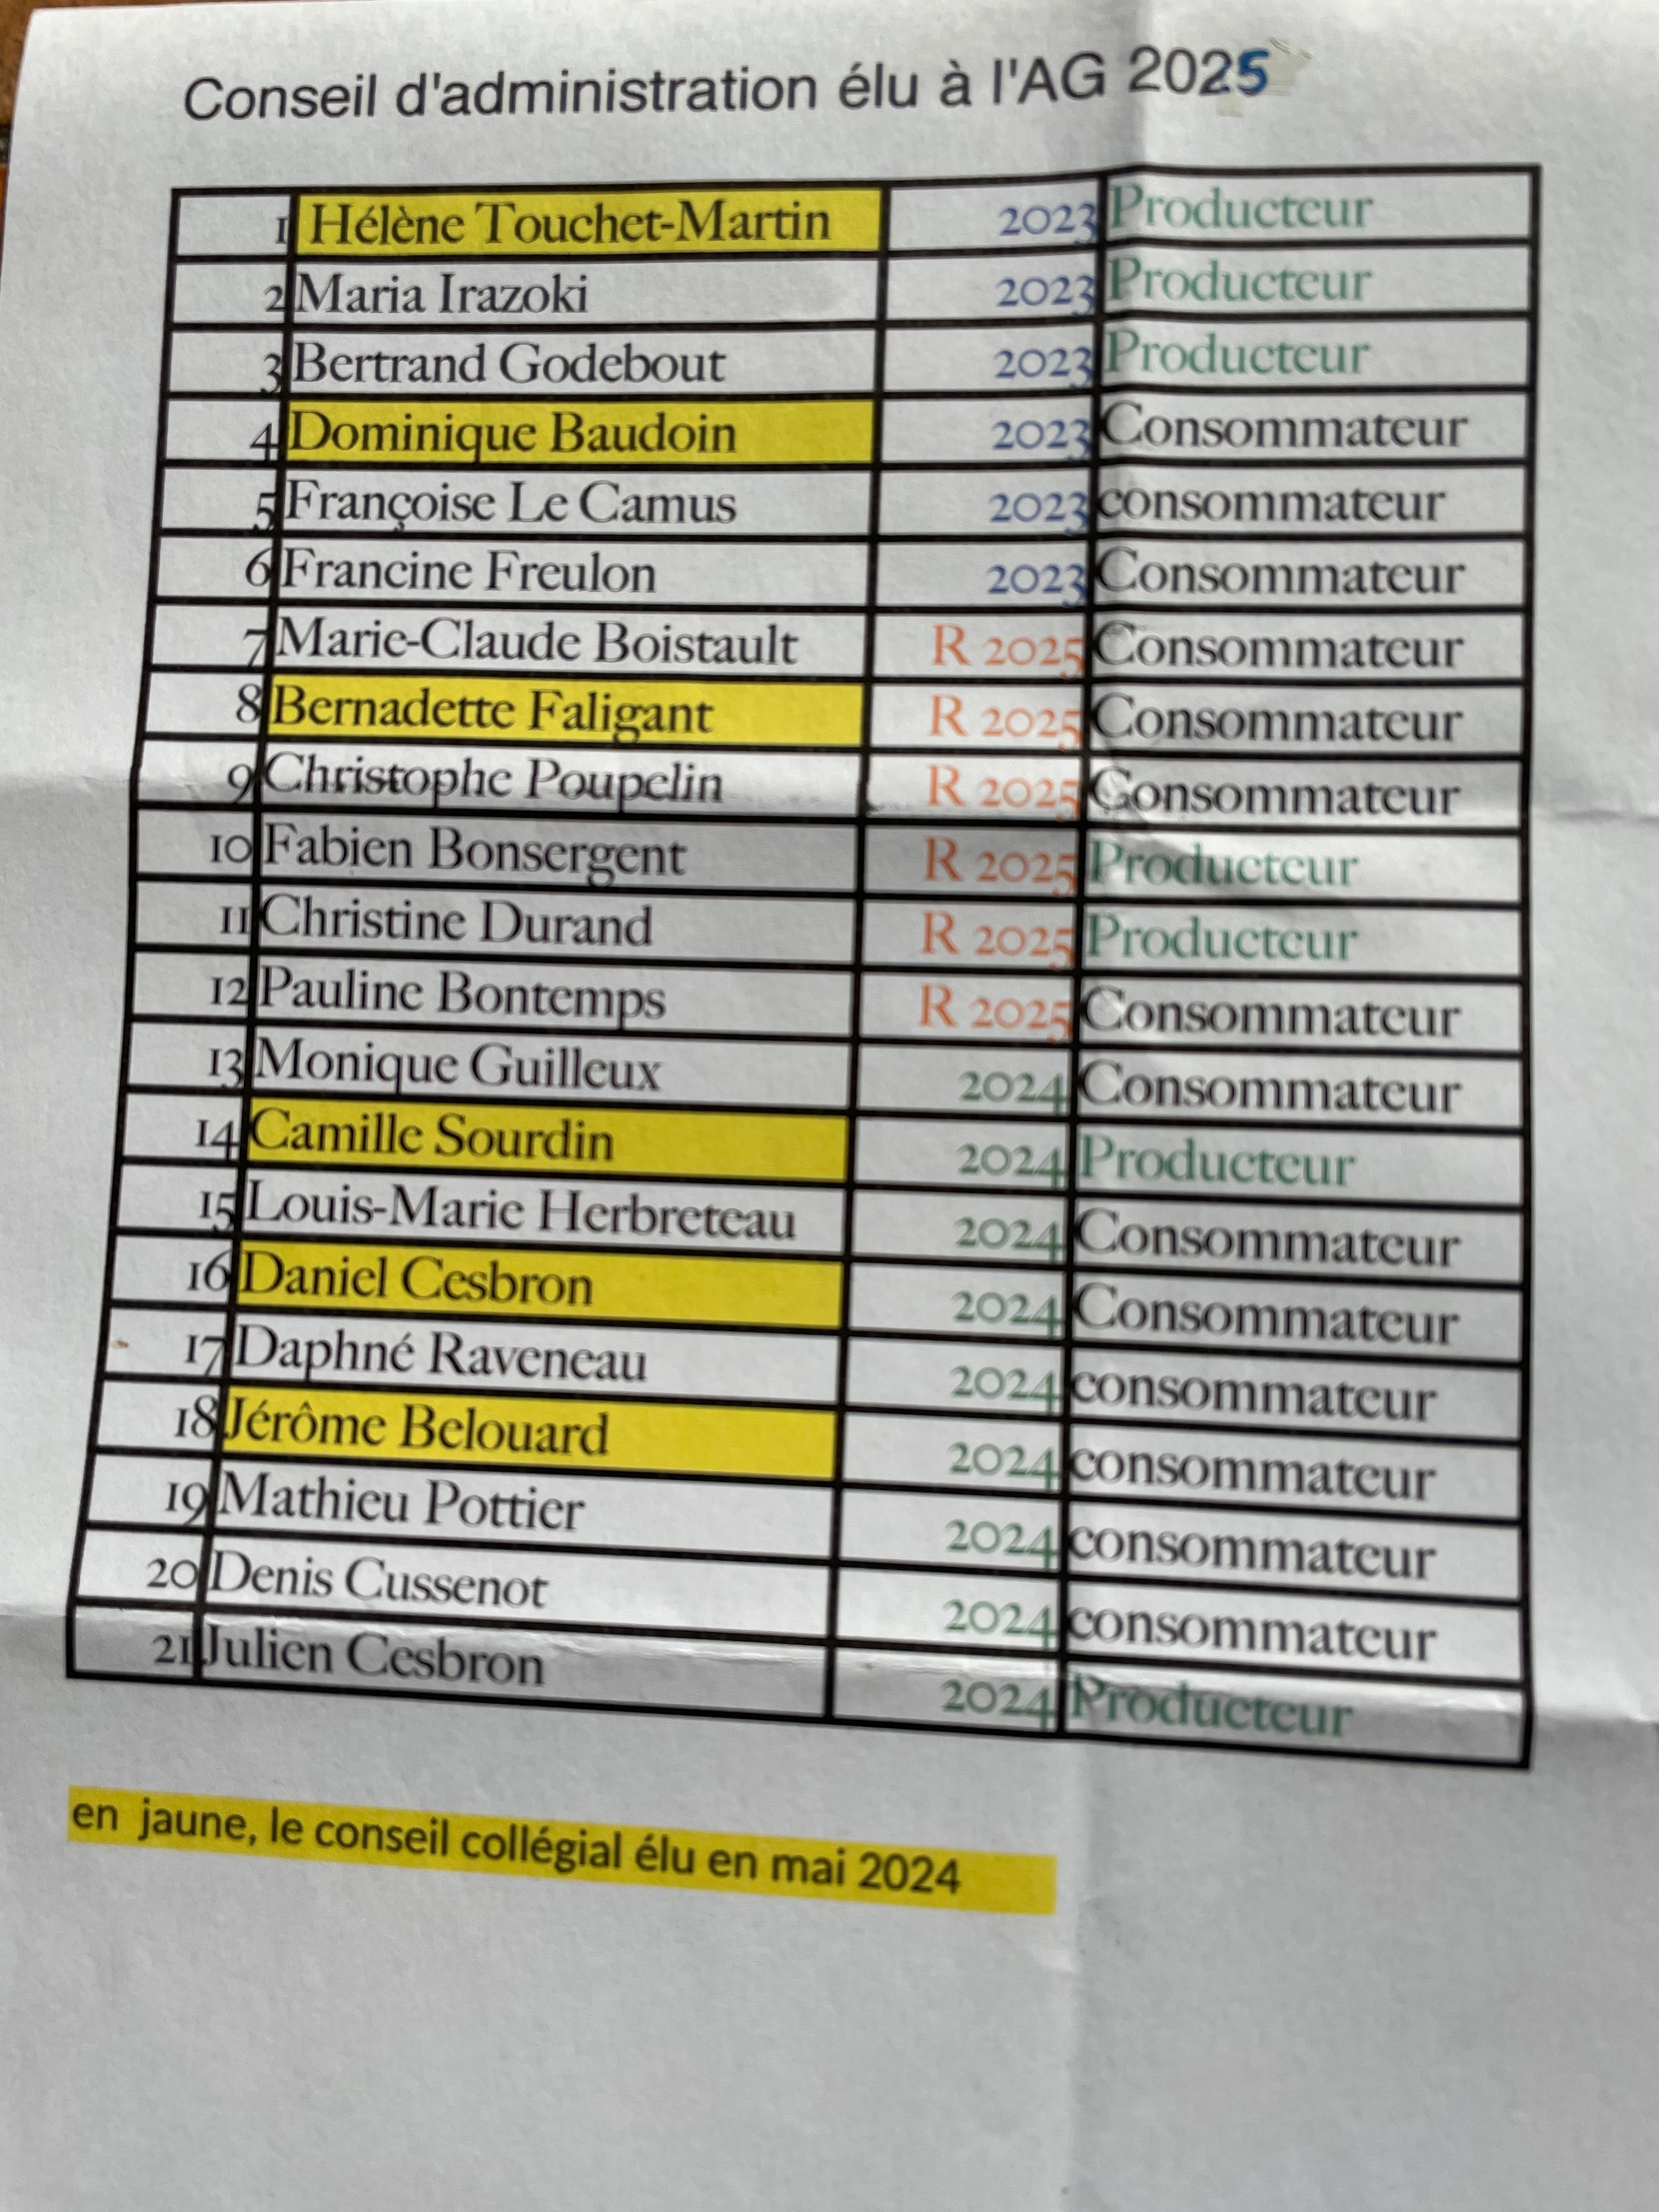 Conseil d'administration élu à l'AG 2025
1 Hélène Touchet-Martin 2023 Producteur
2 Maria Irazoki 2023 Producteur
3 Bertrand Godebout 2023 Producteur
4 Dominique Baudoin 2023 Consommateur
5 Françoise Le Camus 2023 consommateur
6 Francine Freulon 2023 Consommateur
7 Marie-Claude Boistault R 2025 Consommateur
8 Bernadette Faligant R 2025 Consommateur
9 Christophe Poupelin R 2025 Consommateur
10 Fabien Bonsergent R 2025 Producteur
11 Christine Durand R 2025 Producteur
12 Pauline Bontemps R 2025 Consommateur
13 Monique Guilleux 2024 Consommateur
14 Camille Sourdin 2024 Producteur
15 Louis-Marie Herbreteau 2024 Consommateur
16 Daniel Cesbron 2024 Consommateur
17 Daphné Raveneau 2024 consommateur
18 Jérôme Belouard 2024 consommateur
19 Mathieu Pottier 2024 consommateur
20 Denis Cussenot 2024 consommateur
21 Julien Cesbron 2024 Producteur
en jaune, le conseil collégial élu en mai 2024